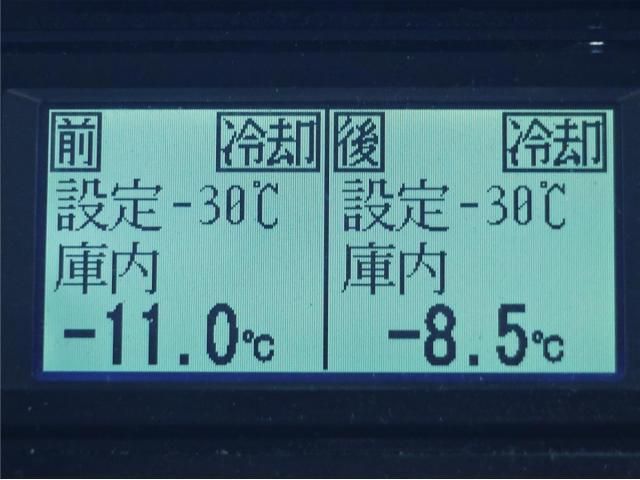 前 冷却
設定-30℃
庫内
-11.0℃
後 冷却
設定-30℃
庫内
-8.5℃